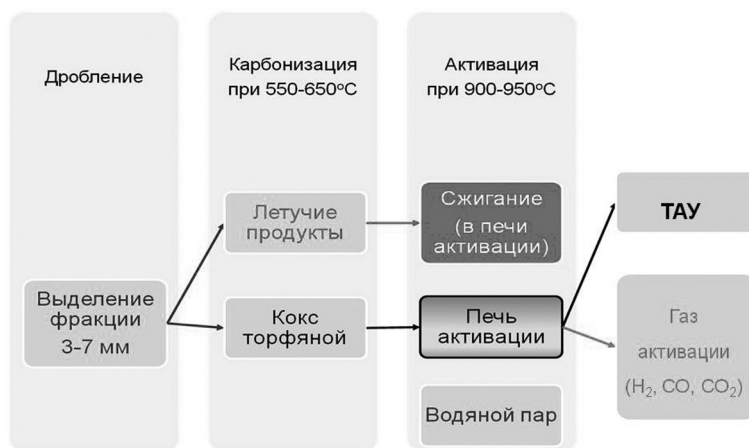 Дробление
Карбонизация
при 550-650°С
Активация
при 900-950°С
Летучие
продукты
Сжигание
(в печи
активации)
ТАУ
Выделение
фракции
3-7 мм
Кокс
торфяной
Печь
активации
Газ
активации
(H₂, CO, CO₂)
Водяной пар